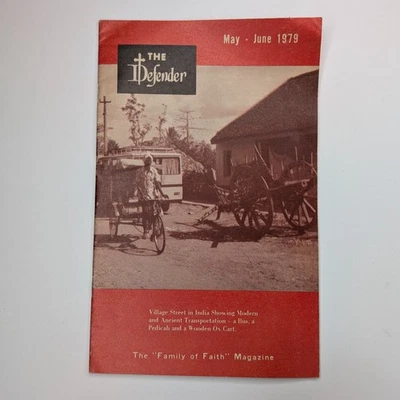 May - June 1979
THE
Defender
Village Street in India Showing Modern
and Ancient Transportation - a Bus, a
Pedicab and a Wooden Ox Cart.
The "Family of Faith" Magazine